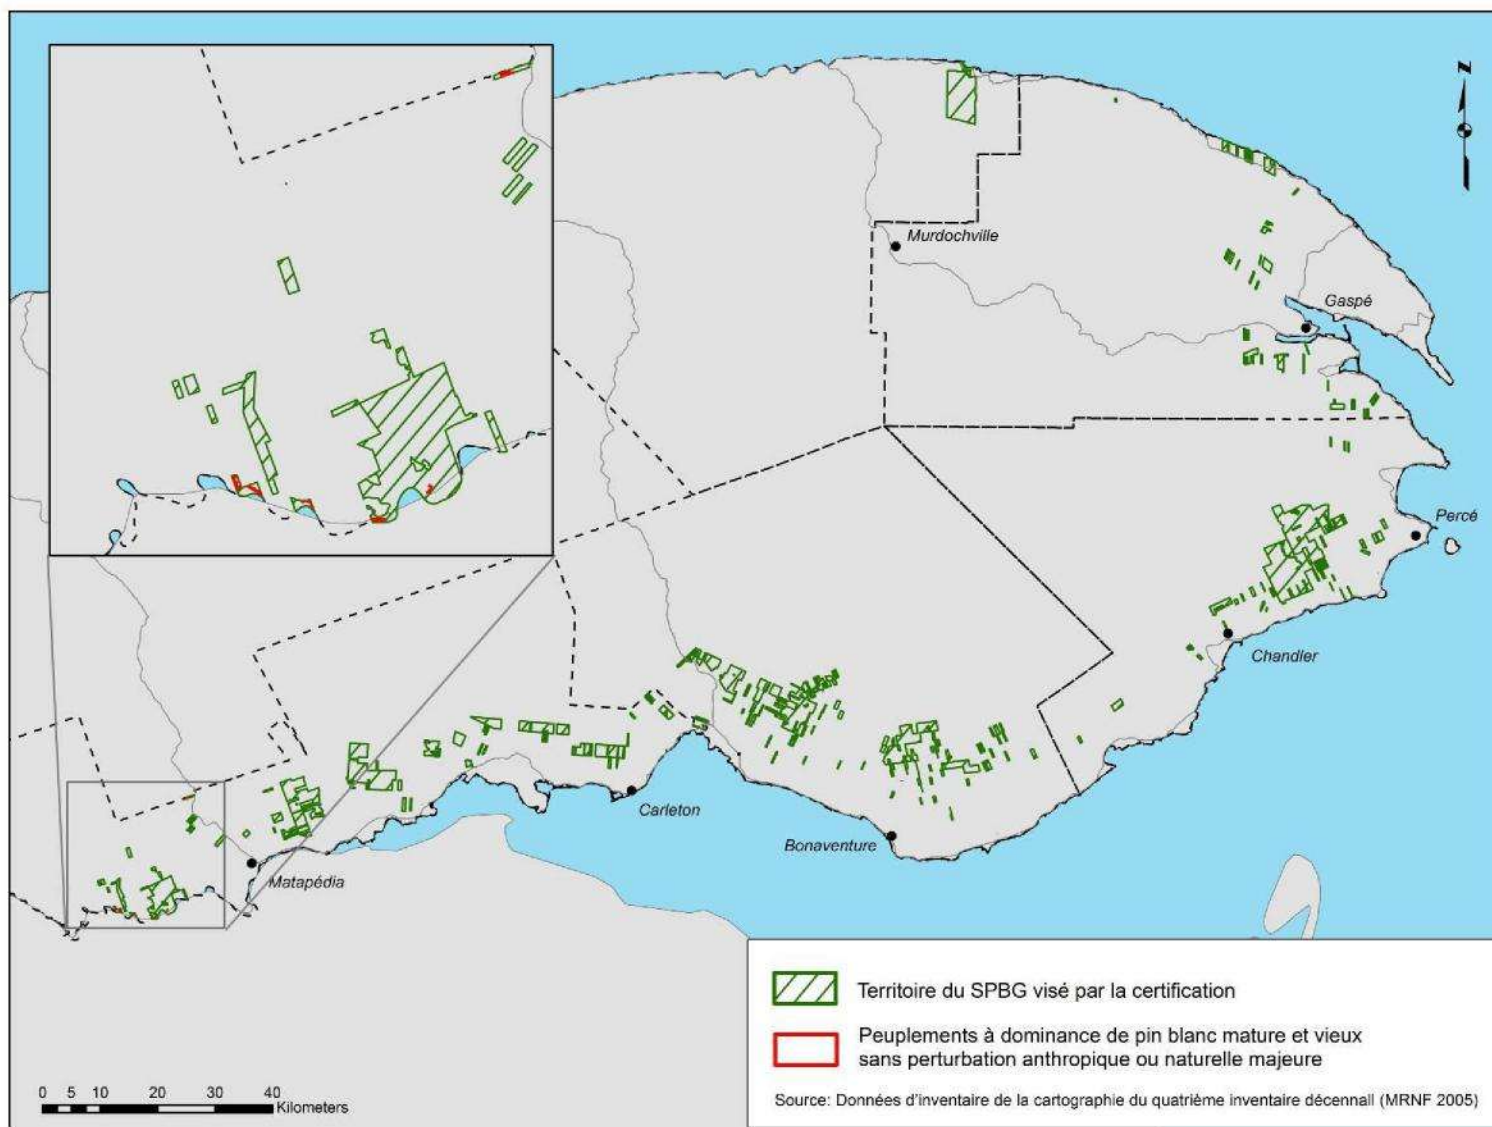 N
Murdochville
Gaspé
Percé
Chandler
Carleton
Bonaventure
Matapédia
Territoire du SPBG visé par la certification
Peuplements à dominance de pin blanc mature et vieux
sans perturbation anthropique ou naturelle majeure
Source: Données d'inventaire de la cartographie du quatrième inventaire décennall (MRNF 2005)
0 5 10 20 30 40
Kilometers